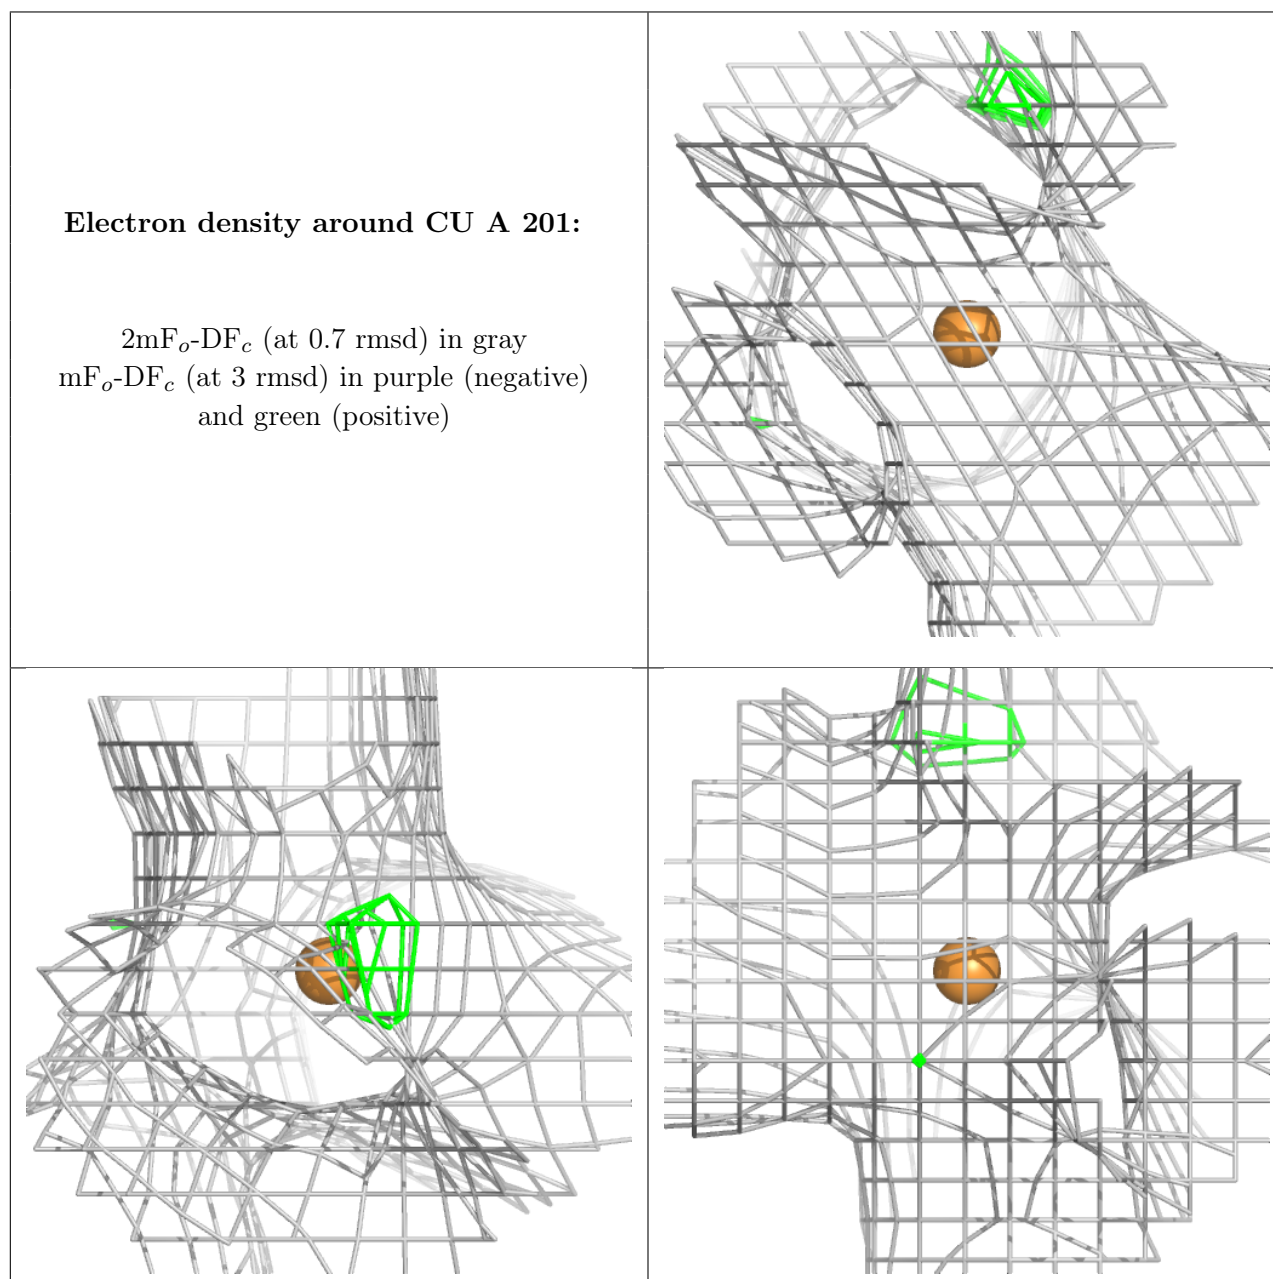 Electron density around CU A 201:
2mFo-DFc (at 0.7 rmsd) in gray
mFo-DFc (at 3 rmsd) in purple (negative)
and green (positive)